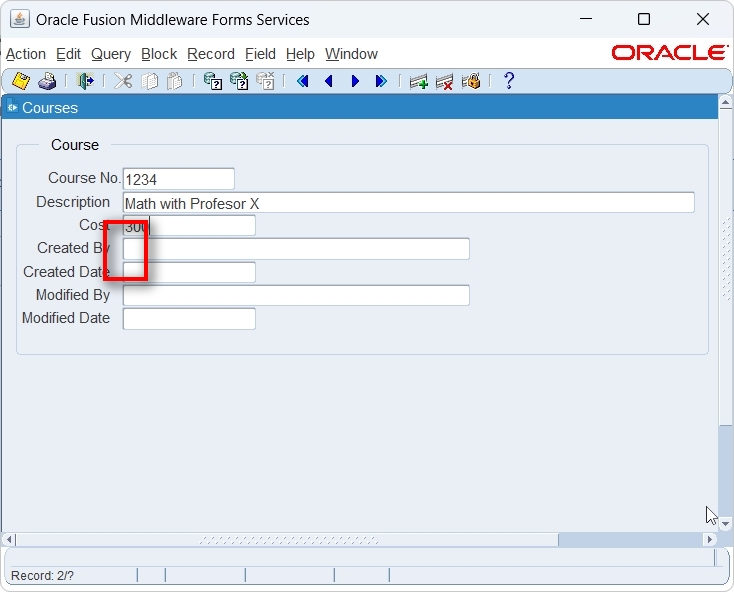 Oracle Fusion Middleware Forms Services
Action Edit Query Block Record Field Help Window ORACLE
Courses
Course
Course No. 1234
Description Math with Profesor X
Cost 300
Created By
Created Date
Modified By
Modified Date
Record: 2/?